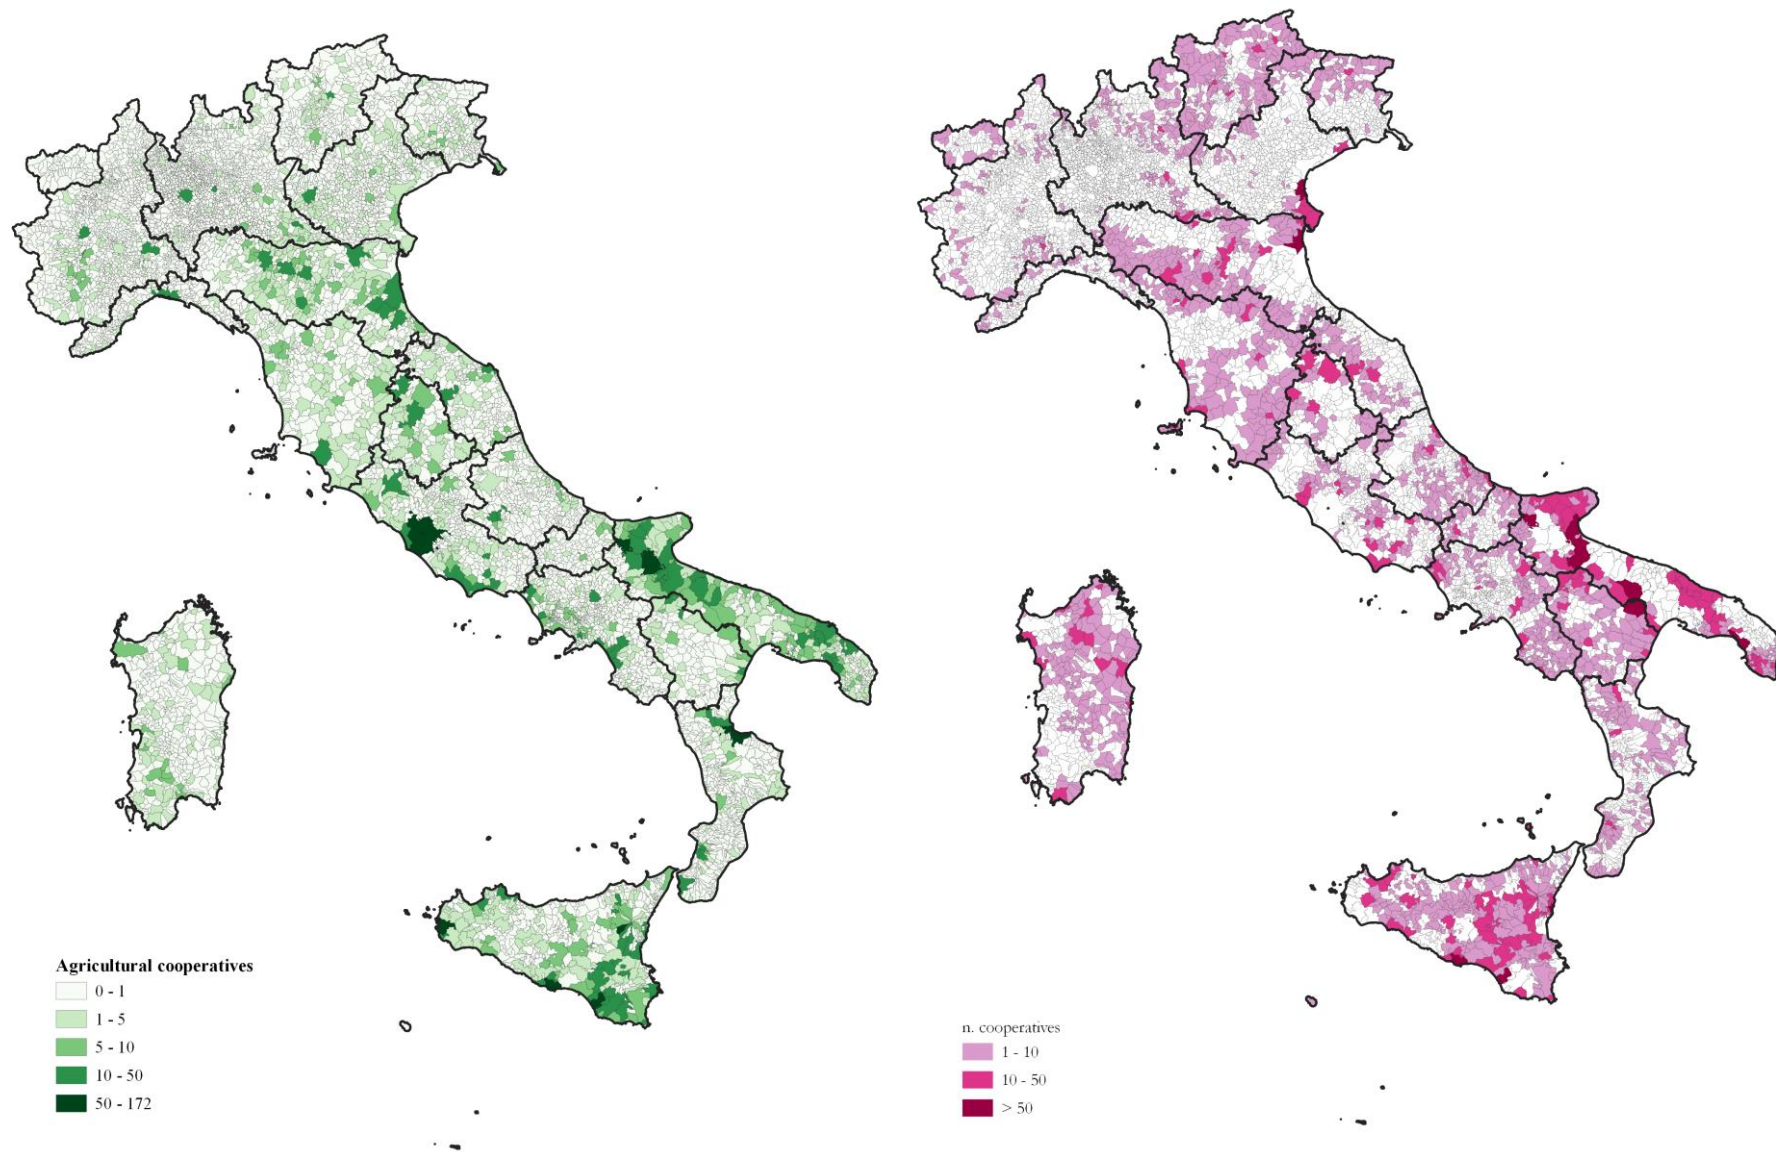 Agricultural cooperatives
0 - 1
1 - 5
5 - 10
10 - 50
50 - 172
n. cooperatives
1 - 10
10 - 50
> 50